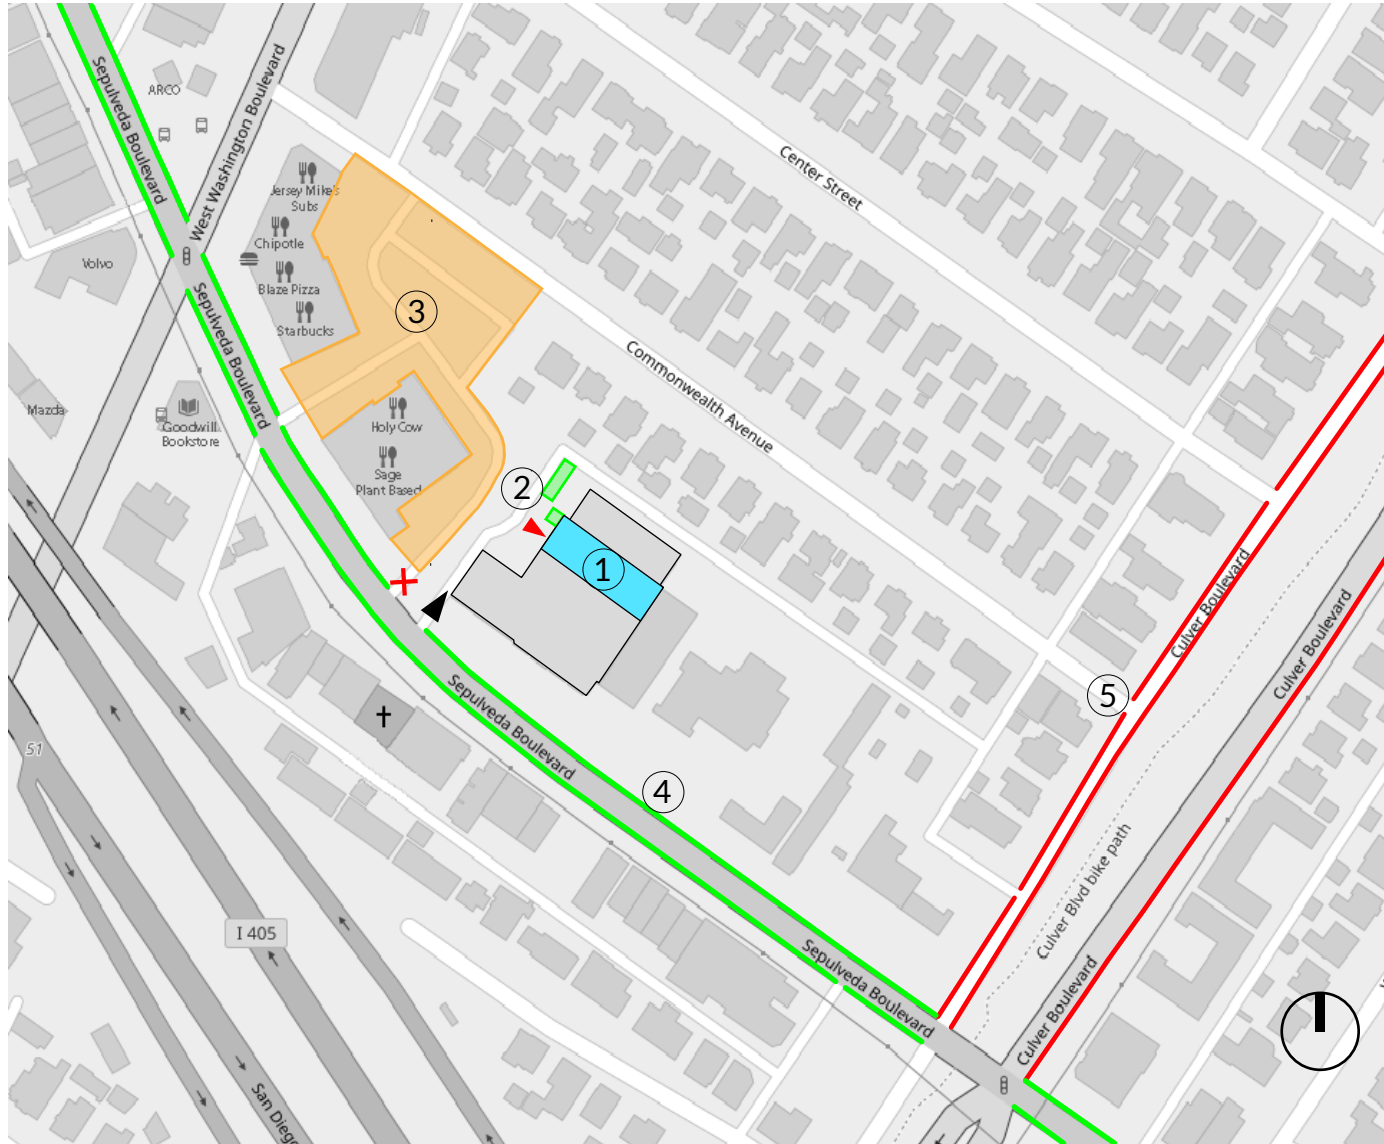 Sepulveda Boulevard
ARCO
West Washington Boulevard
Center Street
Jersey Mike's
Subs
Chipotle
Volvo
Blaze Pizza
Starbucks
3
Sepulveda Boulevard
Commonwealth Avenue
Mazda
Goodwill
Bookstore
Holy Cow
Sage
Plant Based
2
1
Culver Boulevard
Culver Boulevard
5
Sepulveda Boulevard
51
4
Culver Blvd bike path
I 405
Sepulveda Boulevard
Culver Boulevard
San Diego